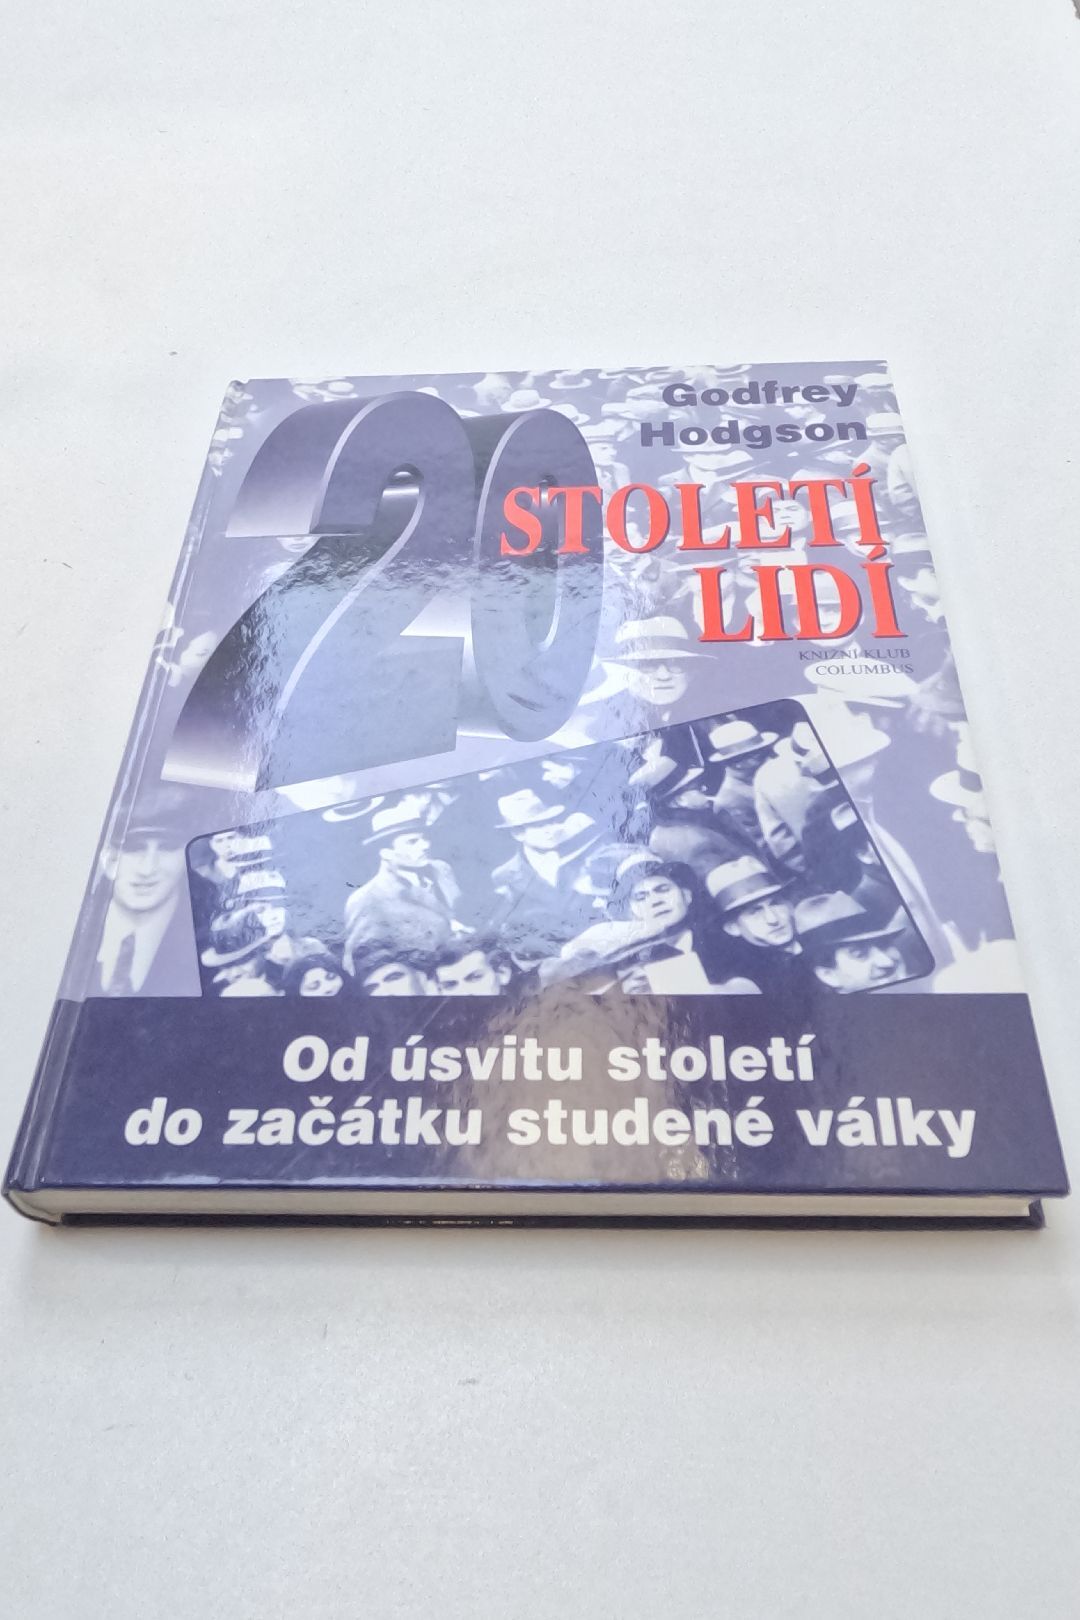 Godfrey
Hodgson
20
STOLETÍ
LIDÍ
KNIŽNÍ KLUB
COLUMBUS
Od úsvitu století
do začátku studené války